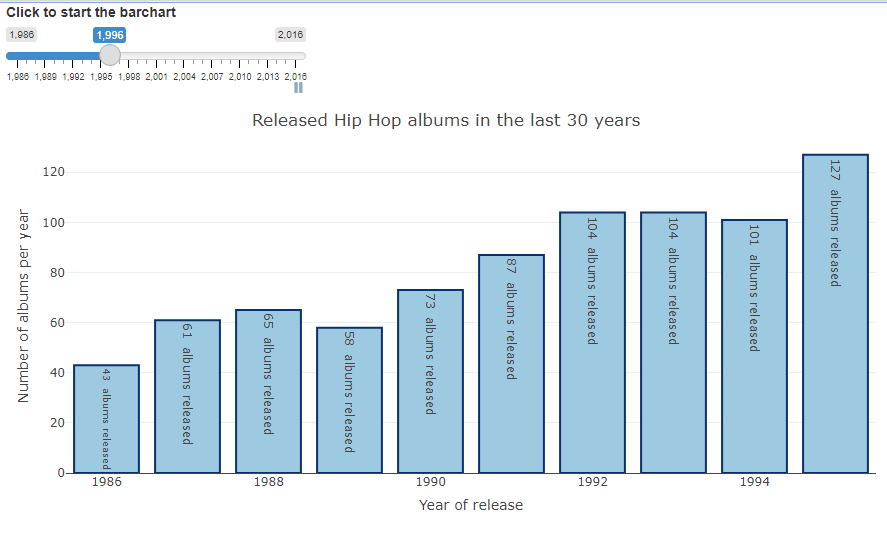 Click to start the barchart
1,986 1,996 2,016
1,986 1,989 1,992 1,995 1,998 2,001 2,004 2,007 2,010 2,013 2,016
Released Hip Hop albums in the last 30 years
Number of albums per year
120
100
80
60
40
20
0
43 albums released
61 albums released
65 albums released
58 albums released
73 albums released
87 albums released
104 albums released
104 albums released
101 albums released
127 albums released
1986 1988 1990 1992 1994
Year of release